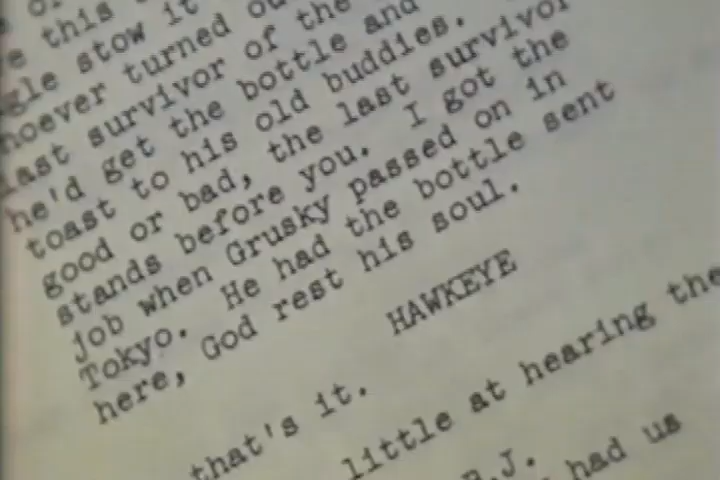 this
gle stow it
hoever turned ou
last survivor of the
he'd get the bottle and
toast to his old buddies.
good or bad, the last survivor
stands before you. I got the
job when Grusky passed on in
Tokyo. He had the bottle sent
here, God rest his soul.
HAWKEYE
that's it.
little at hearing the
B.J.
had us